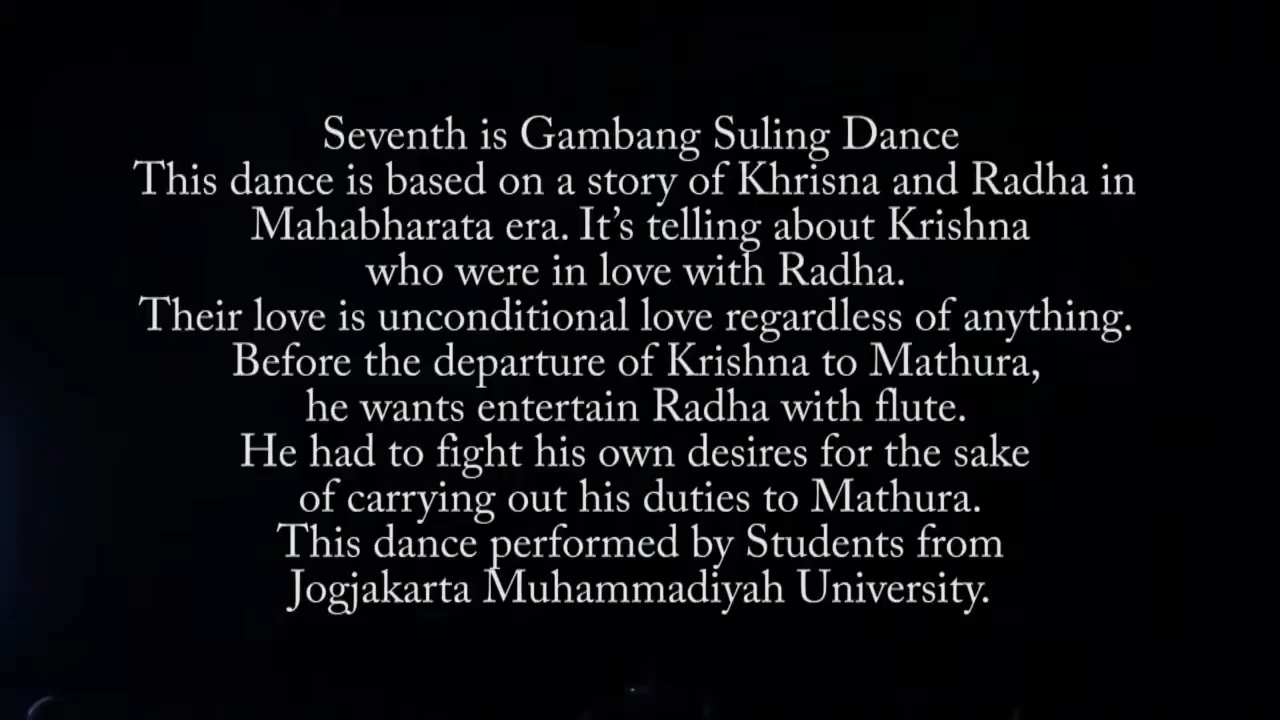 Seventh is Gambang Suling Dance
This dance is based on a story of Khrisna and Radha in
Mahabharata era. It’s telling about Krishna
who were in love with Radha.
Their love is unconditional love regardless of anything.
Before the departure of Krishna to Mathura,
he wants entertain Radha with flute.
He had to fight his own desires for the sake
of carrying out his duties to Mathura.
This dance performed by Students from
Jogjakarta Muhammadiyah University.